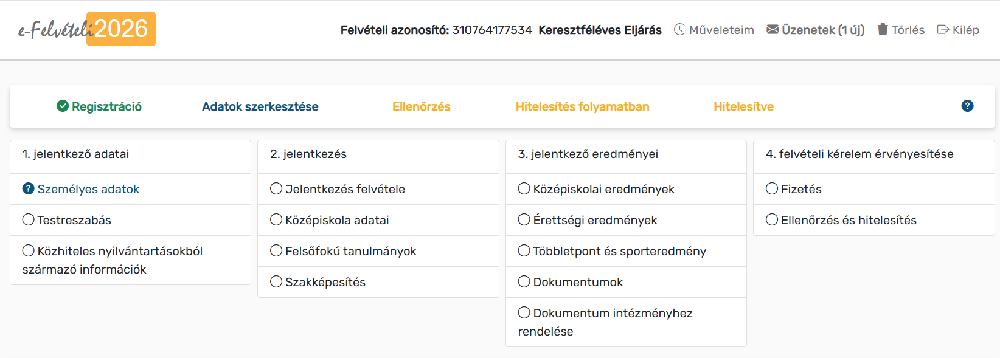 e-Felvételi 2026
Felvételi azonosító: 310764177534 Keresztféléves Eljárás Műveleteim Üzenetek (1 új) Törlés Kilép
Regisztráció Adatok szerkesztése Ellenőrzés Hitelesítés folyamatban Hitelesítve ?
1. jelentkező adatai
? Személyes adatok
Testreszabás
Közhiteles nyilvántartásokból
származó információk
2. jelentkezés
Jelentkezés felvétele
Középiskola adatai
Felsőfokú tanulmányok
Szakképesítés
3. jelentkező eredményei
Középiskolai eredmények
Érettségi eredmények
Többletpont és sporteredmény
Dokumentumok
Dokumentum intézményhez
rendelése
4. felvételi kérelem érvényesítése
Fizetés
Ellenőrzés és hitelesítés